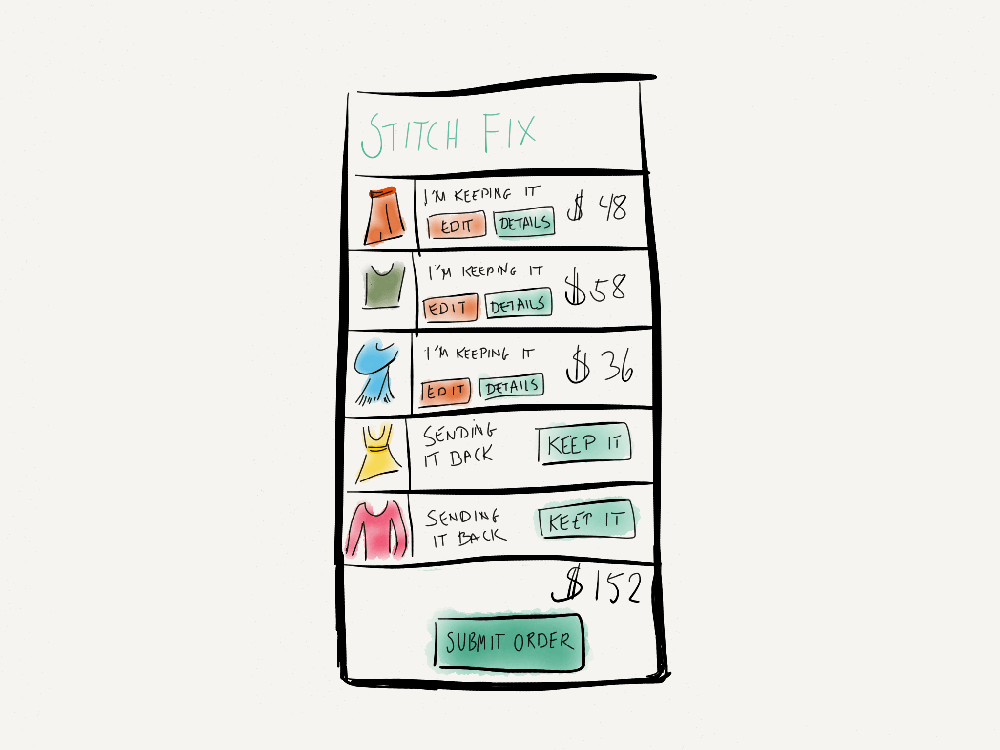 STITCH FIX
I'M KEEPING IT
EDIT DETAILS $ 48
I'M KEEPING IT
EDIT DETAILS $58
I'M KEEPING IT
EDIT DETAILS $ 36
SENDING
IT BACK
KEEP IT
SENDING
IT BACK
KEEP IT
$152
SUBMIT ORDER